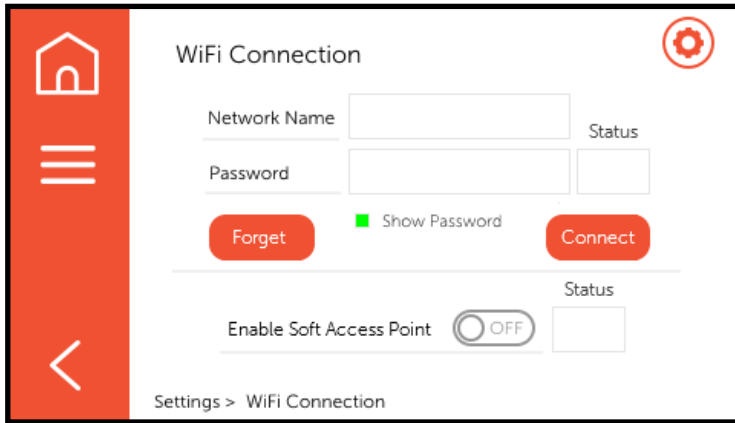 WiFi Connection
Network Name
Status
Password
Show Password
Forget
Connect
Status
Enable Soft Access Point
OFF
Settings > WiFi Connection